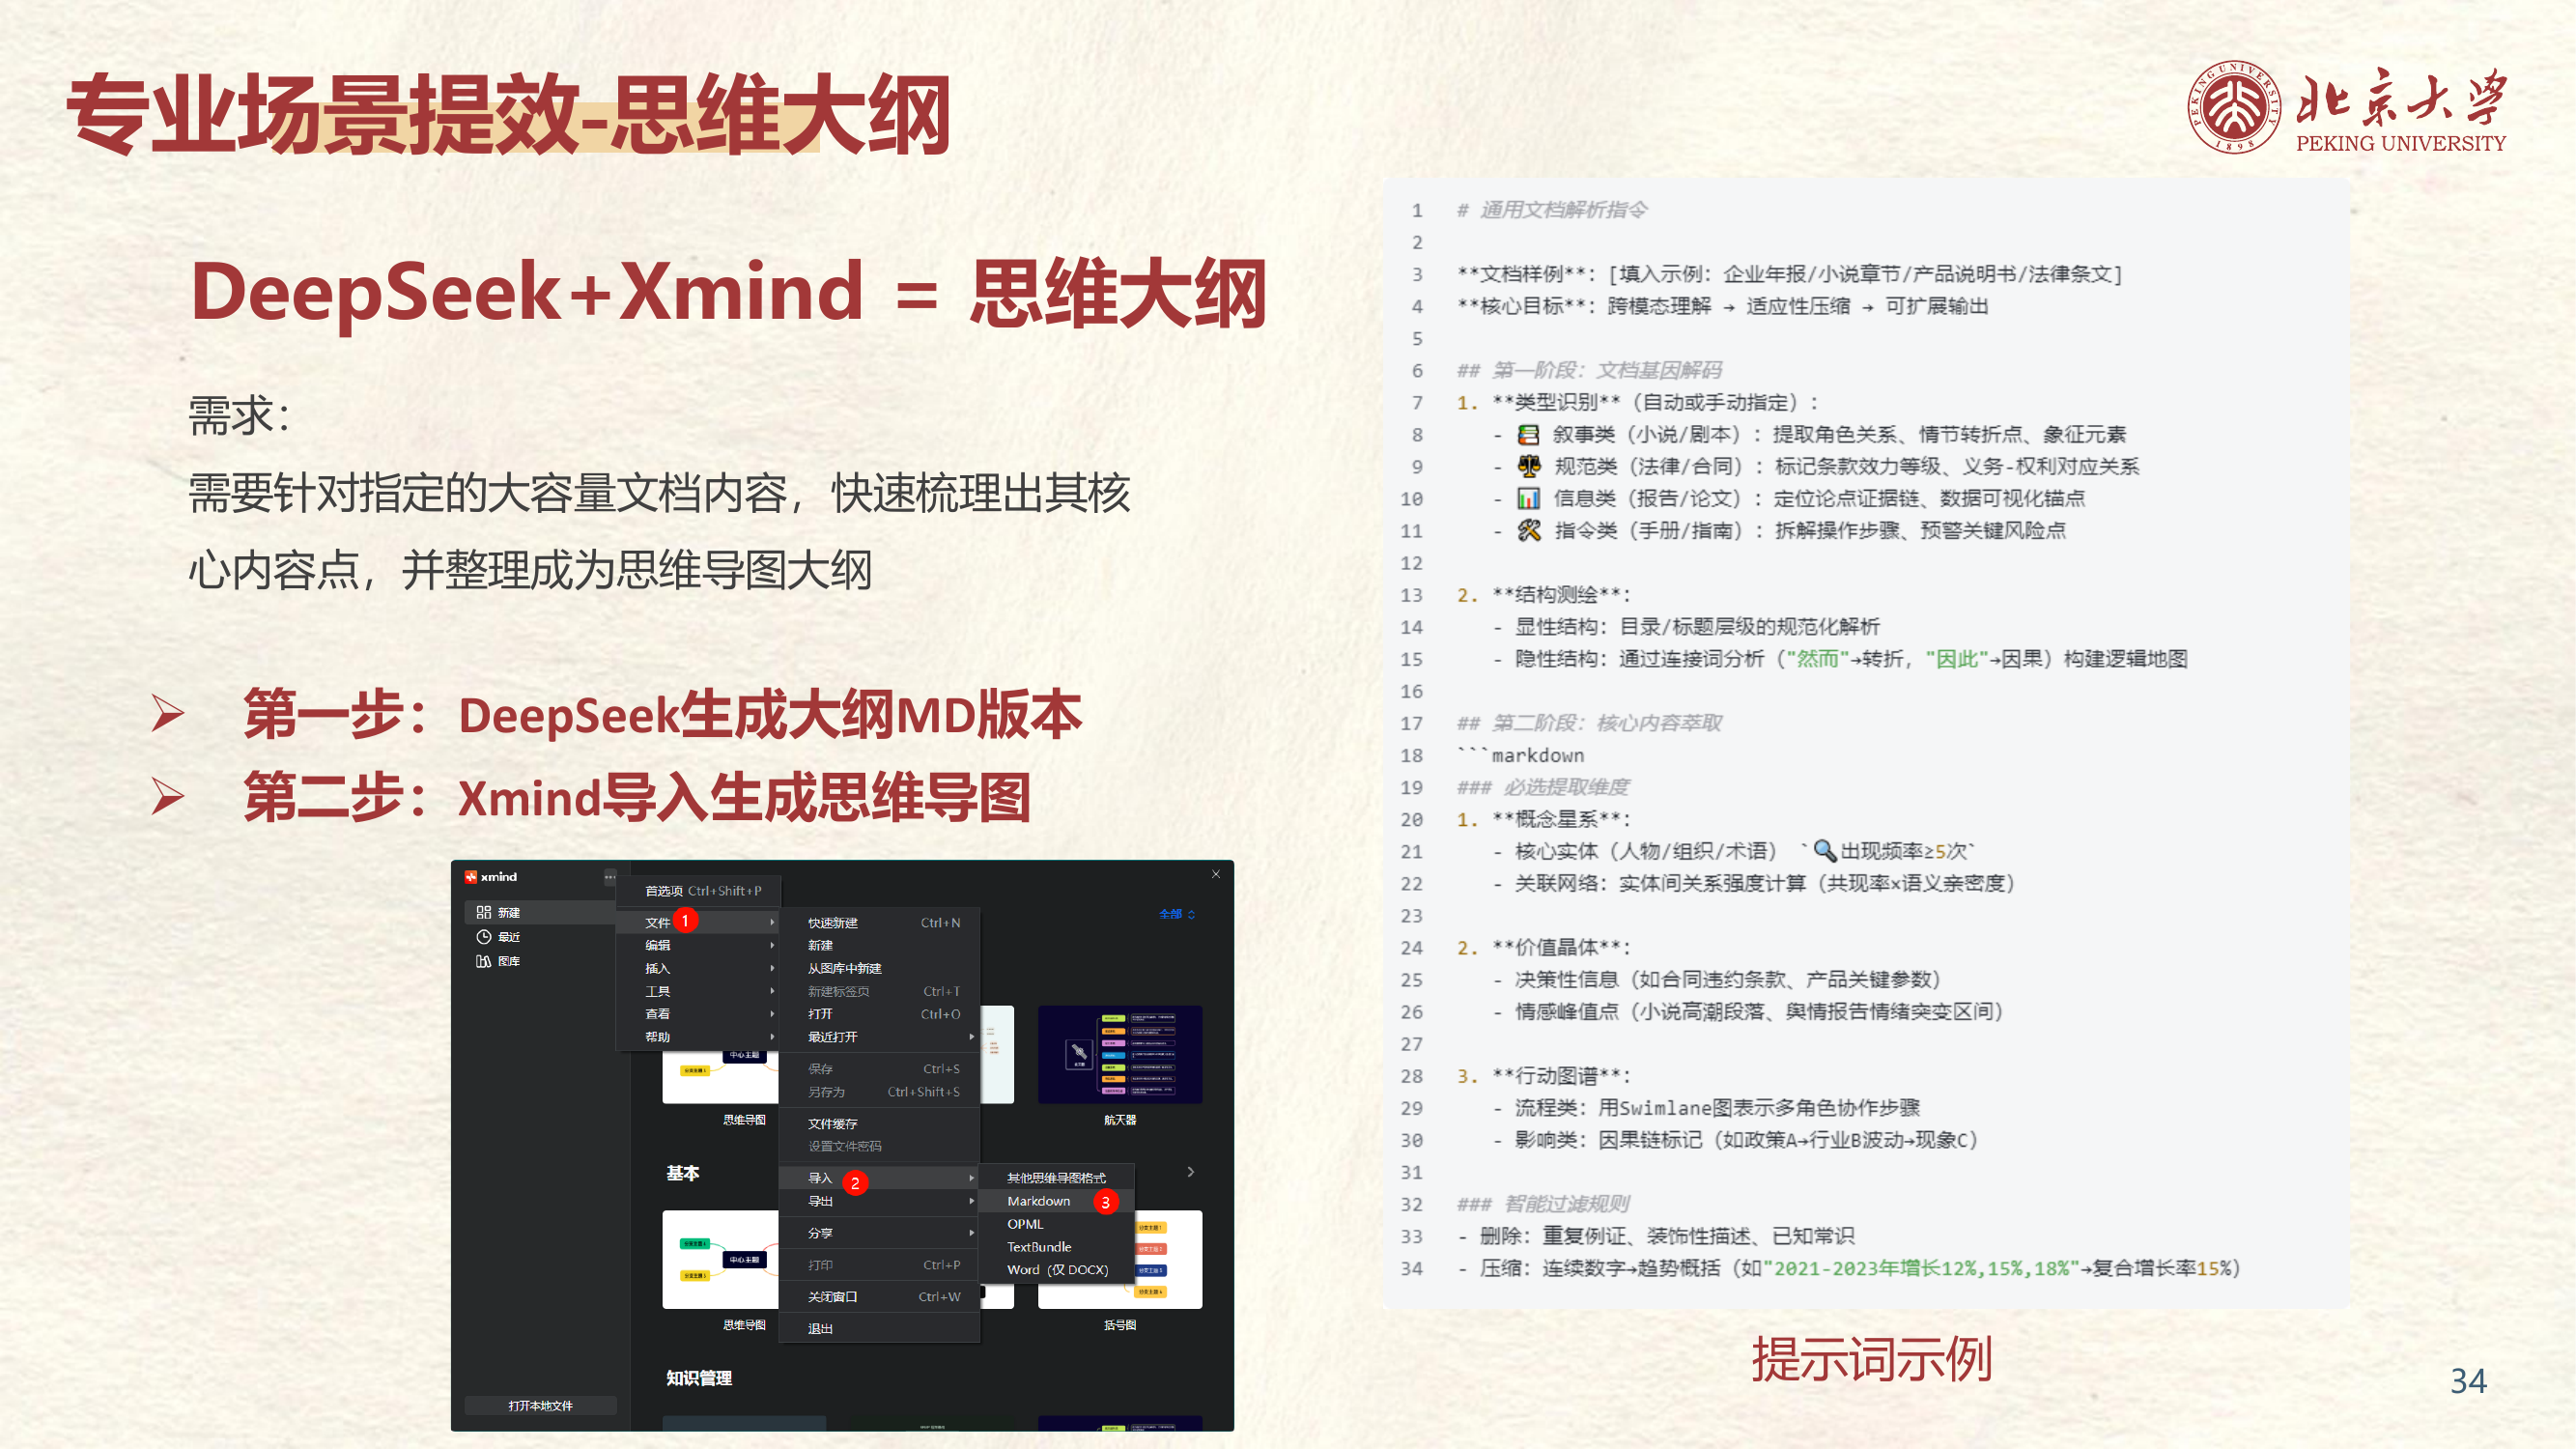 专业场景提效-思维大纲
北京大学
PEKING UNIVERSITY
PEKING UNIVERSITY
1898
DeepSeek+Xmind = 思维大纲
需求：
需要针对指定的大容量文档内容，快速梳理出其核
心内容点，并整理成为思维导图大纲
➢ 第一步：DeepSeek生成大纲MD版本
➢ 第二步：Xmind导入生成思维导图
xmind
新建
最近
图库
打开本地文件
首选项 Ctrl+Shift+P
文件 1
编辑
插入
工具
查看
帮助
快速新建 Ctrl+N
新建
从图库中新建
新建标签页 Ctrl+T
打开 Ctrl+O
最近打开
保存 Ctrl+S
另存为 Ctrl+Shift+S
文件缓存
设置文件密码
导入 2
导出
分享
打印 Ctrl+P
关闭窗口 Ctrl+W
退出
其他思维导图格式
Markdown 3
OPML
TextBundle
Word（仅 DOCX）
全部
中心主题
思维导图
航天器
基本
中心主题
思维导图
括号图
知识管理
1 # 通用文档解析指令
2
3 **文档样例**：[填入示例：企业年报/小说章节/产品说明书/法律条文]
4 **核心目标**：跨模态理解 → 适应性压缩 → 可扩展输出
5
6 ## 第一阶段：文档基因解码
7 1. **类型识别**（自动或手动指定）：
8 - 📚 叙事类（小说/剧本）：提取角色关系、情节转折点、象征元素
9 - ⚖️ 规范类（法律/合同）：标记条款效力等级、义务-权利对应关系
10 - 📊 信息类（报告/论文）：定位论点证据链、数据可视化锚点
11 - 🛠 指令类（手册/指南）：拆解操作步骤、预警关键风险点
12
13 2. **结构测绘**：
14 - 显性结构：目录/标题层级的规范化解析
15 - 隐性结构：通过连接词分析（"然而"→转折，"因此"→因果）构建逻辑地图
16
17 ## 第二阶段：核心内容萃取
18 ```markdown
19 ### 必选提取维度
20 1. **概念星系**：
21 - 核心实体（人物/组织/术语） `🔍出现频率≥5次`
22 - 关联网络：实体间关系强度计算（共现率×语义亲密度）
23
24 2. **价值晶体**：
25 - 决策性信息（如合同违约条款、产品关键参数）
26 - 情感峰值点（小说高潮段落、舆情报告情绪突变区间）
27
28 3. **行动图谱**：
29 - 流程类：用Swimlane图表示多角色协作步骤
30 - 影响类：因果链标记（如政策A→行业B波动→现象C）
31
32 ### 智能过滤规则
33 - 删除：重复例证、装饰性描述、已知常识
34 - 压缩：连续数字→趋势概括（如"2021-2023年增长12%,15%,18%"→复合增长率15%）
提示词示例
34